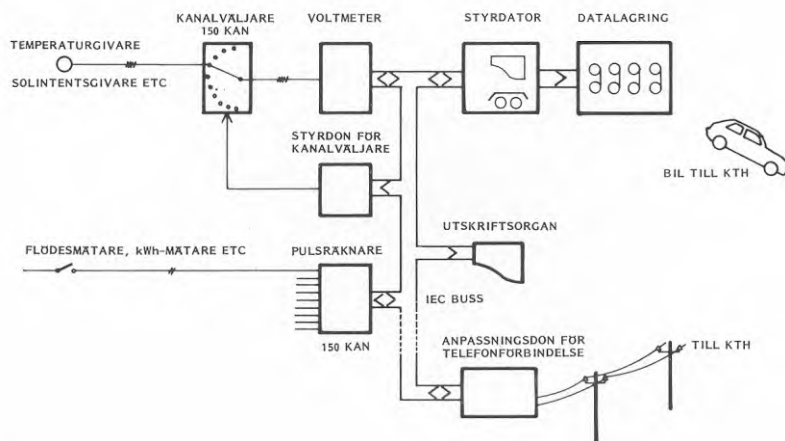 KANALVÄLJARE
150 KAN
VOLTMETER
STYRDATOR
DATALAGRING
TEMPERATURGIVARE
SOLINTENTSGIVARE ETC
STYRDON FÖR
KANALVÄLJARE
BIL TILL KTH
UTSKRIFTSORGAN
FLÖDESMÄTARE, kWh-MÄTARE ETC
PULSRÄKNARE
IEC BUSS
150 KAN
ANPASSNINGSDON FÖR
TELEFONFÖRBINDELSE
TILL KTH